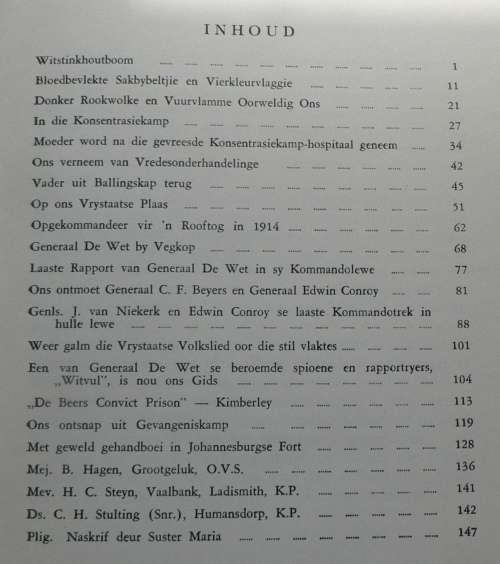 INHOUD
Witstinkhoutboom 1
Bloedbevlekte Sakbybeltjie en Vierkleurvlaggie 11
Donker Rookwolke en Vuurvlamme Oorweldig Ons 21
In die Konsentrasiekamp 27
Moeder word na die gevreesde Konsentrasiekamp-hospitaal geneem 34
Ons verneem van Vredesonderhandelinge 42
Vader uit Ballingskap terug 45
Op ons Vrystaatse Plaas 51
Opgekommandeer vir 'n Rooftog in 1914 62
Generaal De Wet by Vegkop 68
Laaste Rapport van Generaal De Wet in sy Kommandolewe 77
Ons ontmoet Generaal C. F. Beyers en Generaal Edwin Conroy 81
Genls. J. van Niekerk en Edwin Conroy se laaste Kommandotrek in
hulle lewe 88
Weer galm die Vrystaatse Volkslied oor die stil vlaktes 101
Een van Generaal De Wet se beroemde spioene en rapportryers,
„Witvul", is nou ons Gids 104
„De Beers Convict Prison" — Kimberley 113
Ons ontsnap uit Gevangeniskamp 119
Met geweld gehandboei in Johannesburgse Fort 128
Mej. B. Hagen, Grootgeluk, O.V.S. 136
Mev. H. C. Steyn, Vaalbank, Ladismith, K.P. 141
Ds. C. H. Stulting (Snr.), Humansdorp, K.P. 142
Plig. Naskrif deur Suster Maria 147